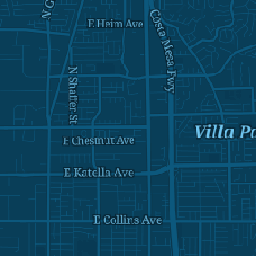 N C
E Heim Ave
Costa Mesa Fwy
N Shaffer St
Villa Pa
E Chestnut Ave
E Katella Ave
E Collins Ave